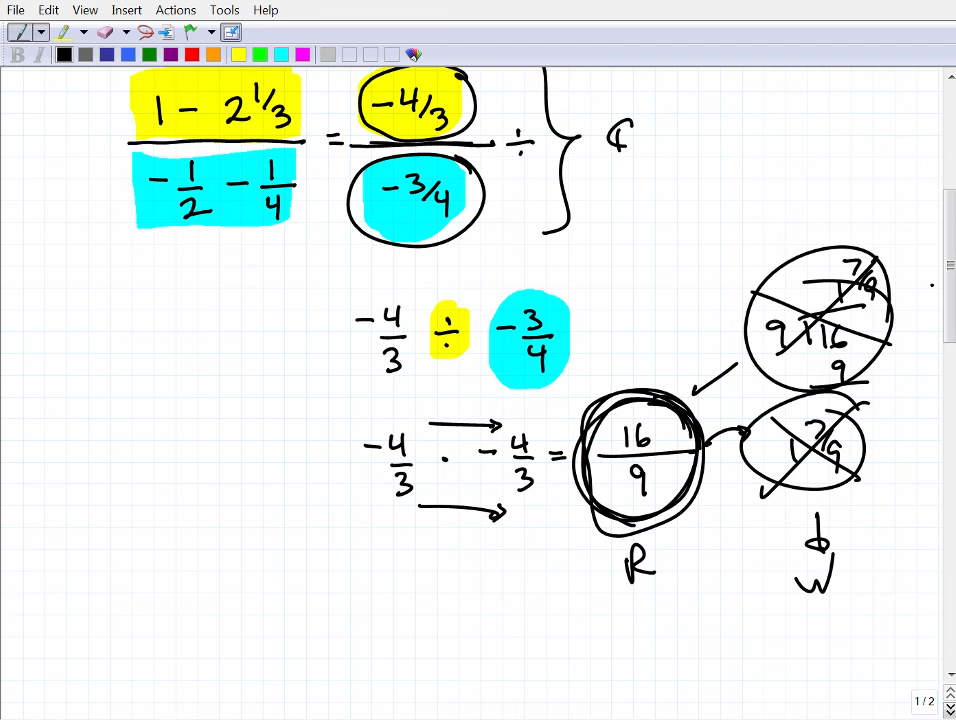 File Edit View Insert Actions Tools Help
B I
1 - 2 1/3 = -4/3 ÷
-1/2 - 1/4 -3/4
-4/3 ÷ -3/4
1 7/9
9 16
9
-4/3 · -4/3 = 16/9
1 7/9
R
W
1 / 2